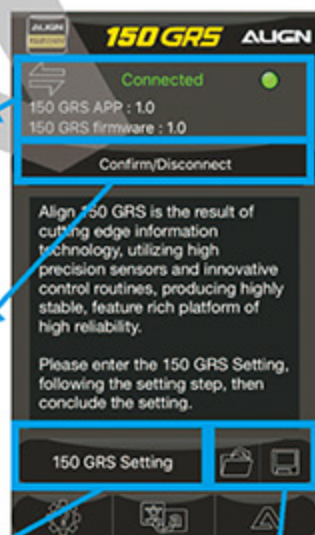 ALIGN
150 GRS ALIGN
Connected
150 GRS APP : 1.0
150 GRS firmware : 1.0
Confirm/Disconnect
Align 150 GRS is the result of
cutting edge information
technology, utilizing high
precision sensors and innovative
control routines, producing highly
stable, feature rich platform of
high reliability.
Please enter the 150 GRS Setting,
following the setting step, then
conclude the setting.
150 GRS Setting